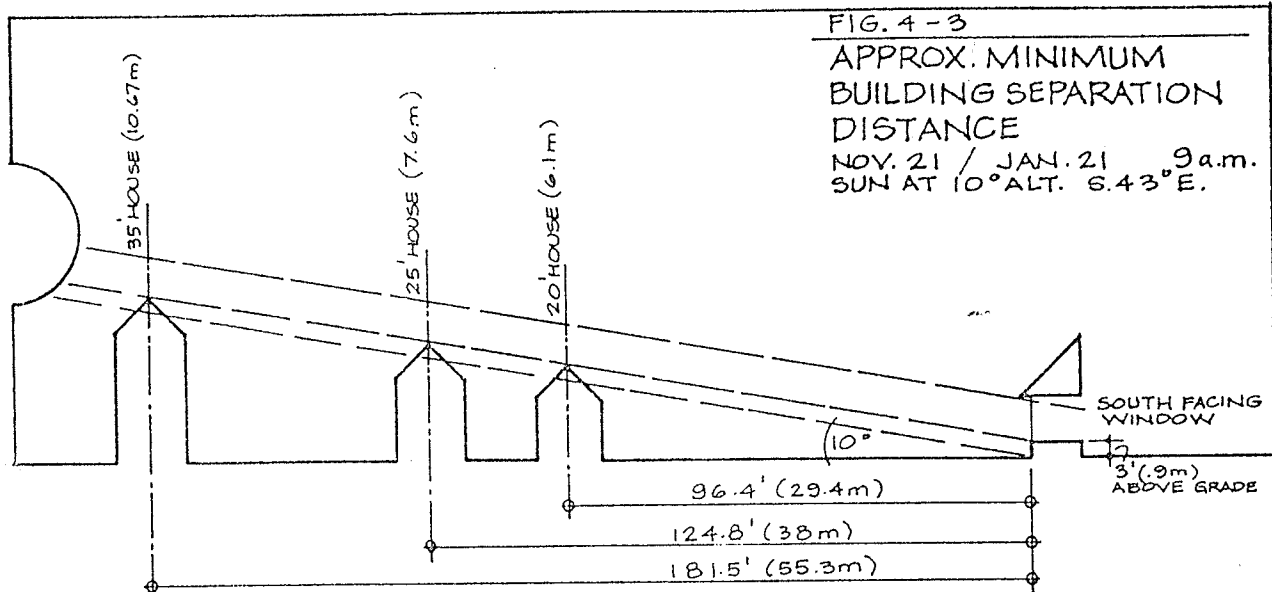 FIG. 4-3
APPROX. MINIMUM
BUILDING SEPARATION
DISTANCE
NOV. 21 / JAN. 21 9a.m.
SUN AT 10° ALT. S.43°E.
35' HOUSE (10.67m)
25' HOUSE (7.6m)
20' HOUSE (6.1m)
10°
SOUTH FACING
WINDOW
3' (.9m)
ABOVE GRADE
96.4' (29.4m)
124.8' (38m)
181.5' (55.3m)